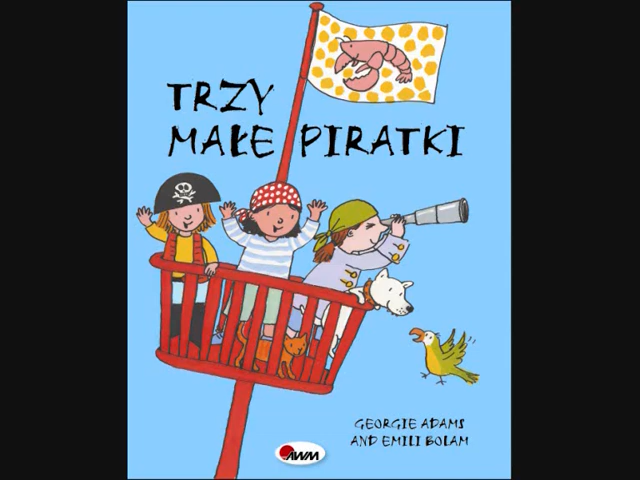 TRZY
MAŁE PIRATKI
GEORGIE ADAMS
AND EMILI BOLAM
AWM